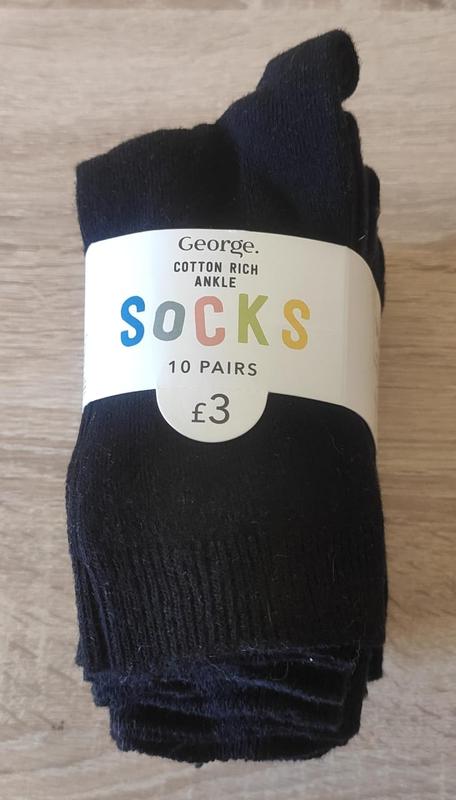 George.
COTTON RICH
ANKLE
SOCKS
10 PAIRS
£3